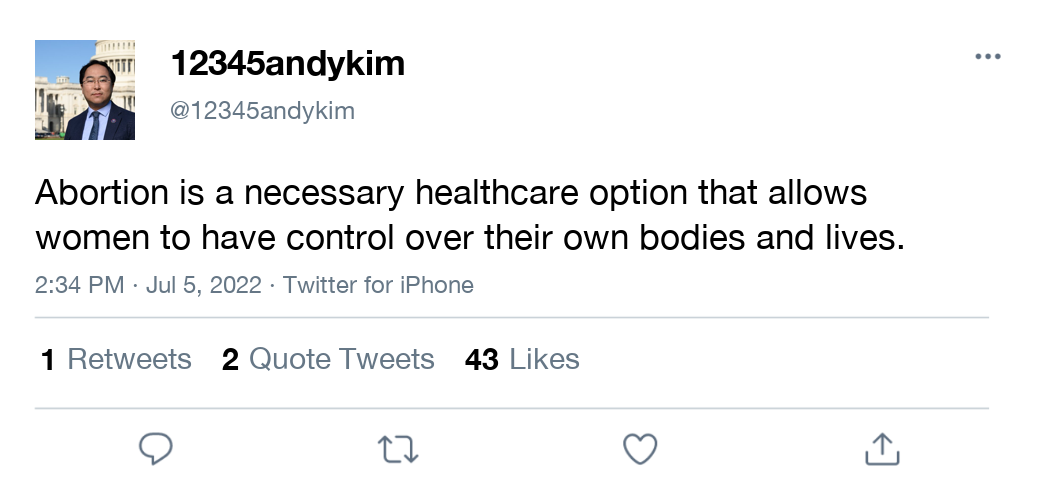 12345andykim
@12345andykim
Abortion is a necessary healthcare option that allows
women to have control over their own bodies and lives.
2:34 PM · Jul 5, 2022 · Twitter for iPhone
1 Retweets 2 Quote Tweets 43 Likes